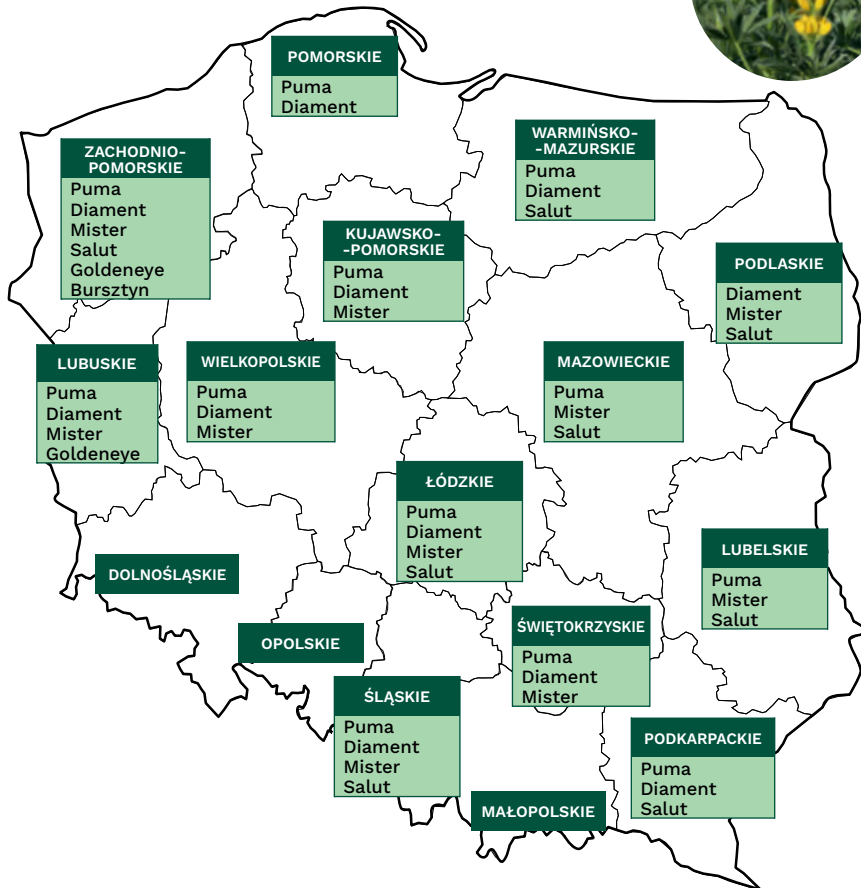 POMORSKIE
Puma
Diament
WARMIŃSKO-
-MAZURSKIE
Puma
Diament
Salut
ZACHODNIO-
POMORSKIE
Puma
Diament
Mister
Salut
Goldeneye
Bursztyn
KUJAWSKO-
-POMORSKIE
Puma
Diament
Mister
PODLASKIE
Diament
Mister
Salut
LUBUSKIE
Puma
Diament
Mister
Goldeneye
WIELKOPOLSKIE
Puma
Diament
Mister
MAZOWIECKIE
Puma
Mister
Salut
ŁÓDZKIE
Puma
Diament
Mister
Salut
LUBELSKIE
Puma
Mister
Salut
DOLNOŚLĄSKIE
OPOLSKIE
ŚWIĘTOKRZYSKIE
Puma
Diament
Mister
ŚLĄSKIE
Puma
Diament
Mister
Salut
PODKARPACKIE
Puma
Diament
Salut
MAŁOPOLSKIE